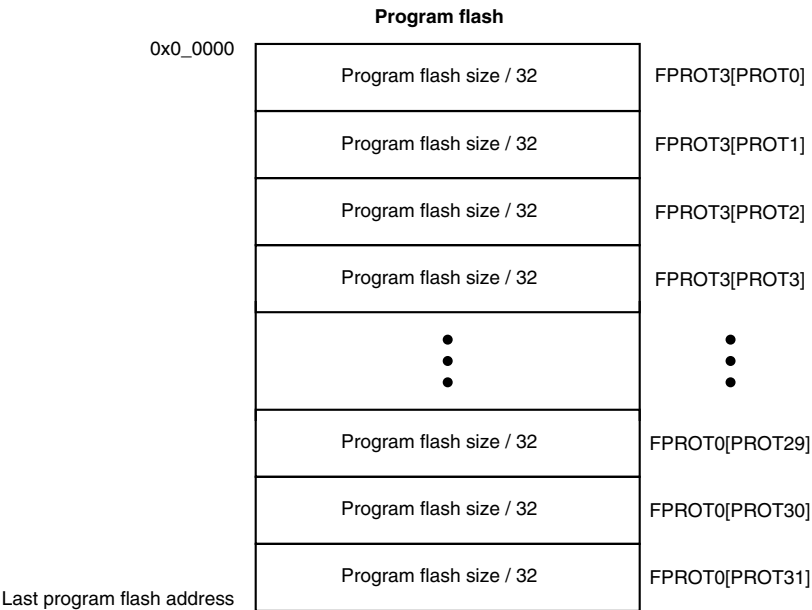 Program flash
0x0_0000
Program flash size / 32 FPROT3[PROT0]
Program flash size / 32 FPROT3[PROT1]
Program flash size / 32 FPROT3[PROT2]
Program flash size / 32 FPROT3[PROT3]
Program flash size / 32 FPROT0[PROT29]
Program flash size / 32 FPROT0[PROT30]
Program flash size / 32 FPROT0[PROT31]
Last program flash address